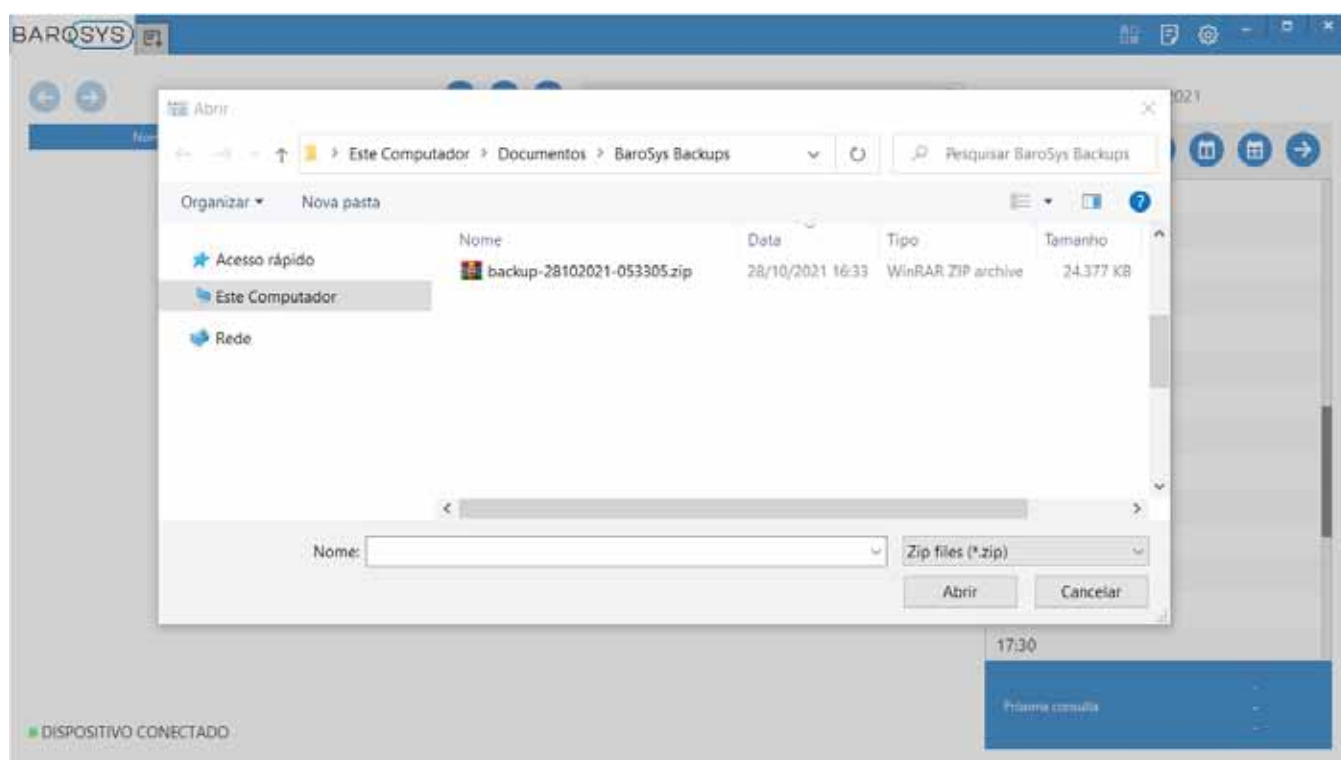 BAROSYS
2021
Abrir
Este Computador > Documentos > BaroSys Backups
Pesquisar BaroSys Backups
Organizar
Nova pasta
Nome Data Tipo Tamanho
Acesso rápido
backup-28102021-053305.zip 28/10/2021 16:33 WinRAR ZIP archive 24.377 KB
Este Computador
Rede
Nome:
Zip files (*.zip)
Abrir Cancelar
17:30
Próxima consulta
DISPOSITIVO CONECTADO